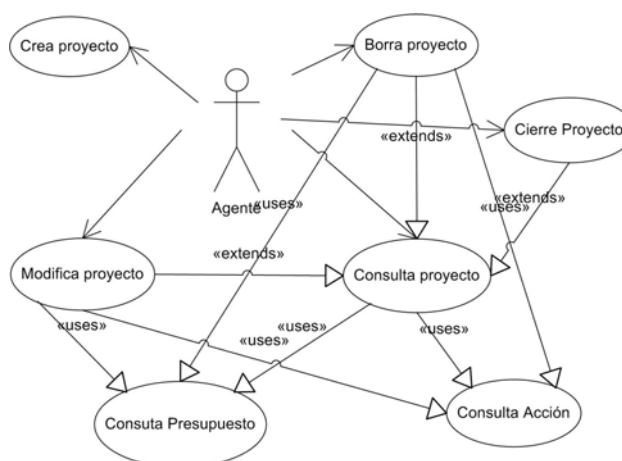 Crea proyecto
Borra proyecto
«extends»
Cierre Proyecto
Agente
«uses»
«extends»
«uses»
«extends»
Modifica proyecto
Consulta proyecto
«uses»
«uses»
«uses»
«uses»
Consuta Presupuesto
Consulta Acción